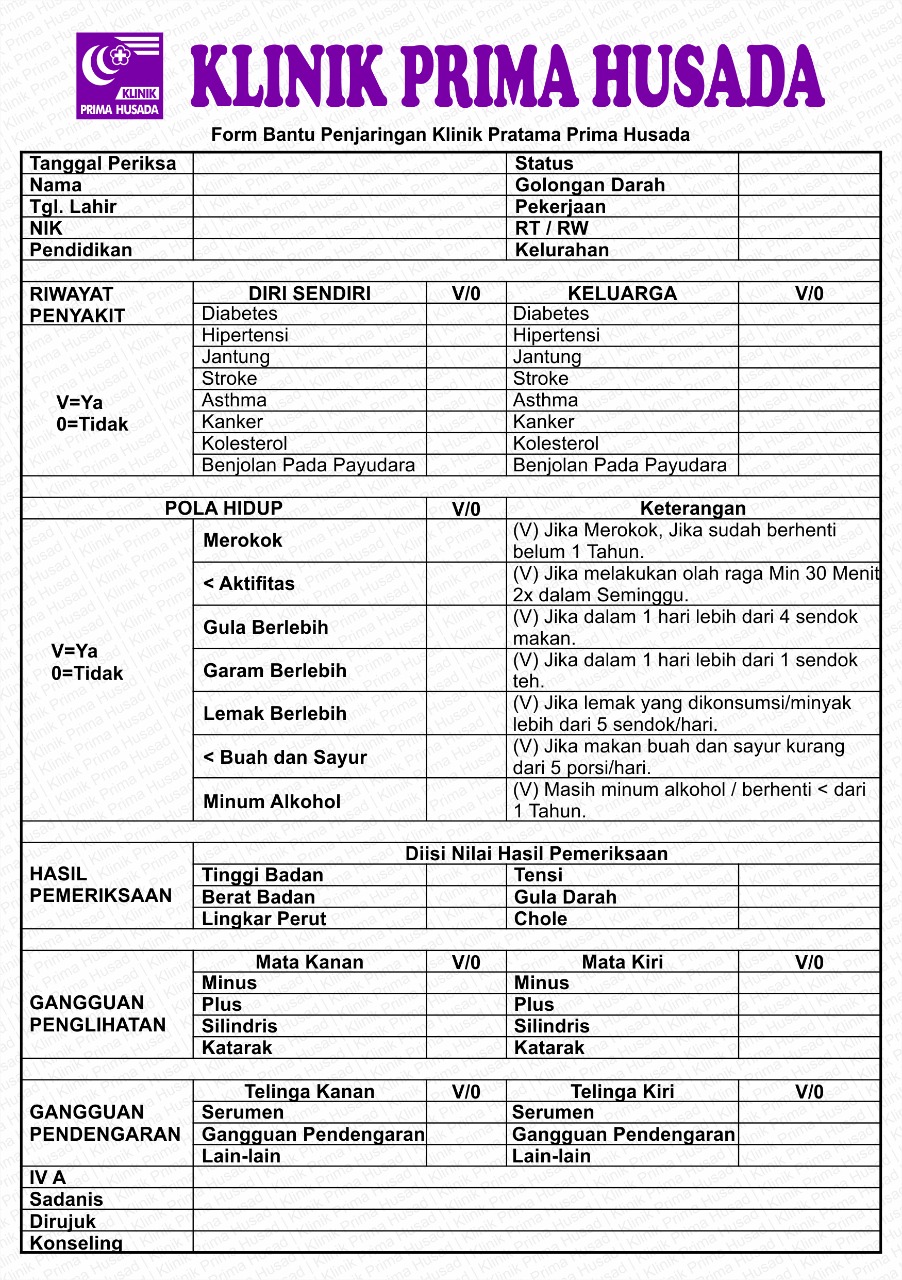 KLINIK
PRIMA HUSADA
KLINIK PRIMA HUSADA
Form Bantu Penjaringan Klinik Pratama Prima Husada
Tanggal Periksa Status
Nama Golongan Darah
Tgl. Lahir Pekerjaan
NIK RT / RW
Pendidikan Kelurahan
RIWAYAT PENYAKIT DIRI SENDIRI V/0 KELUARGA V/0
Diabetes Diabetes
Hipertensi Hipertensi
Jantung Jantung
Stroke Stroke
V=Ya Asthma Asthma
0=Tidak Kanker Kanker
Kolesterol Kolesterol
Benjolan Pada Payudara Benjolan Pada Payudara
POLA HIDUP V/0 Keterangan
Merokok (V) Jika Merokok, Jika sudah berhenti
belum 1 Tahun.
< Aktifitas (V) Jika melakukan olah raga Min 30 Menit
2x dalam Seminggu.
Gula Berlebih (V) Jika dalam 1 hari lebih dari 4 sendok
makan.
V=Ya
0=Tidak
Garam Berlebih (V) Jika dalam 1 hari lebih dari 1 sendok
teh.
Lemak Berlebih (V) Jika lemak yang dikonsumsi/minyak
lebih dari 5 sendok/hari.
< Buah dan Sayur (V) Jika makan buah dan sayur kurang
dari 5 porsi/hari.
Minum Alkohol (V) Masih minum alkohol / berhenti < dari
1 Tahun.
Diisi Nilai Hasil Pemeriksaan
HASIL Tinggi Badan Tensi
PEMERIKSAAN Berat Badan Gula Darah
Lingkar Perut Chole
Mata Kanan V/0 Mata Kiri V/0
Minus Minus
GANGGUAN Plus Plus
PENGLIHATAN Silindris Silindris
Katarak Katarak
Telinga Kanan V/0 Telinga Kiri V/0
GANGGUAN Serumen Serumen
PENDENGARAN Gangguan Pendengaran Gangguan Pendengaran
Lain-lain Lain-lain
IV A
Sadanis
Dirujuk
Konseling